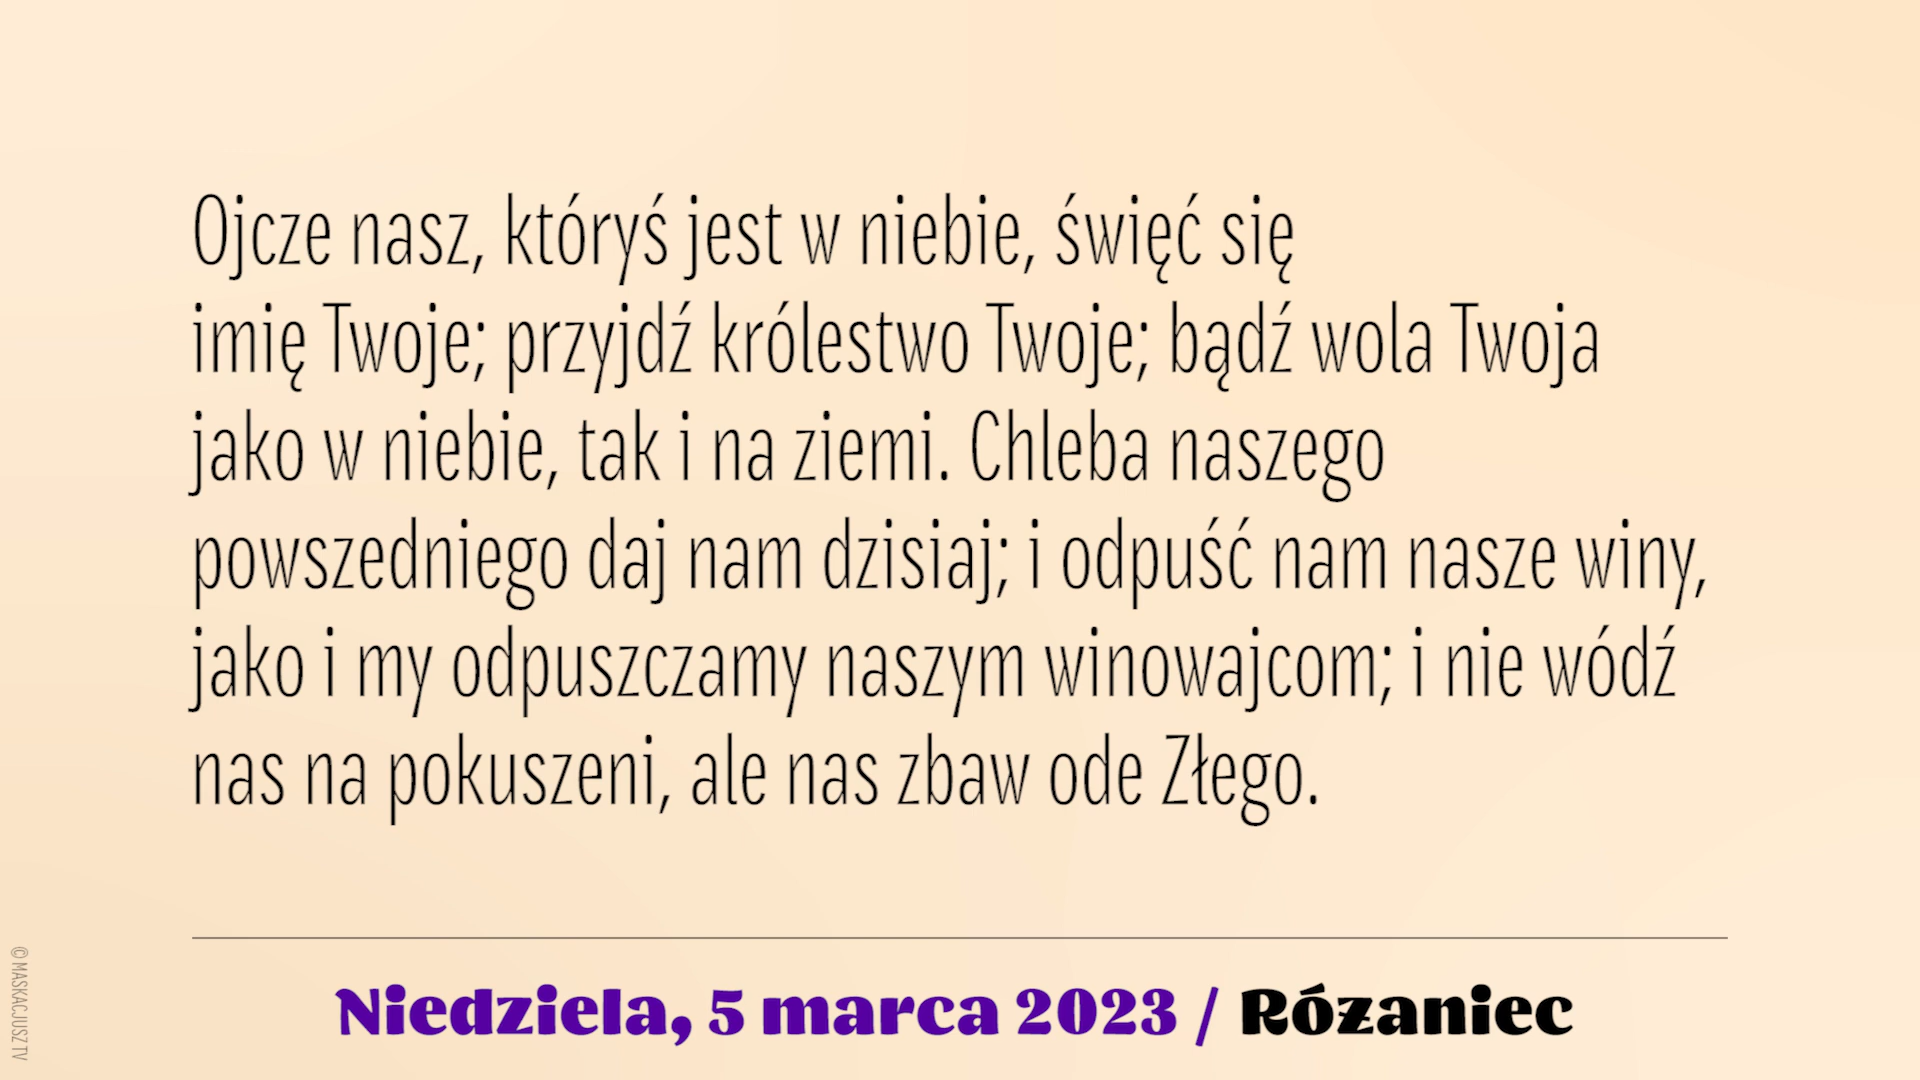 Ojcze nasz, któryś jest w niebie, święć się
imię Twoje; przyjdź królestwo Twoje; bądź wola Twoja
jako w niebie, tak i na ziemi. Chleba naszego
powszedniego daj nam dzisiaj; i odpuść nam nasze winy,
jako i my odpuszczamy naszym winowajcom; i nie wódź
nas na pokuszeni, ale nas zbaw ode Złego.
Niedziela, 5 marca 2023 / Różaniec
© MASKACJUSZ TV